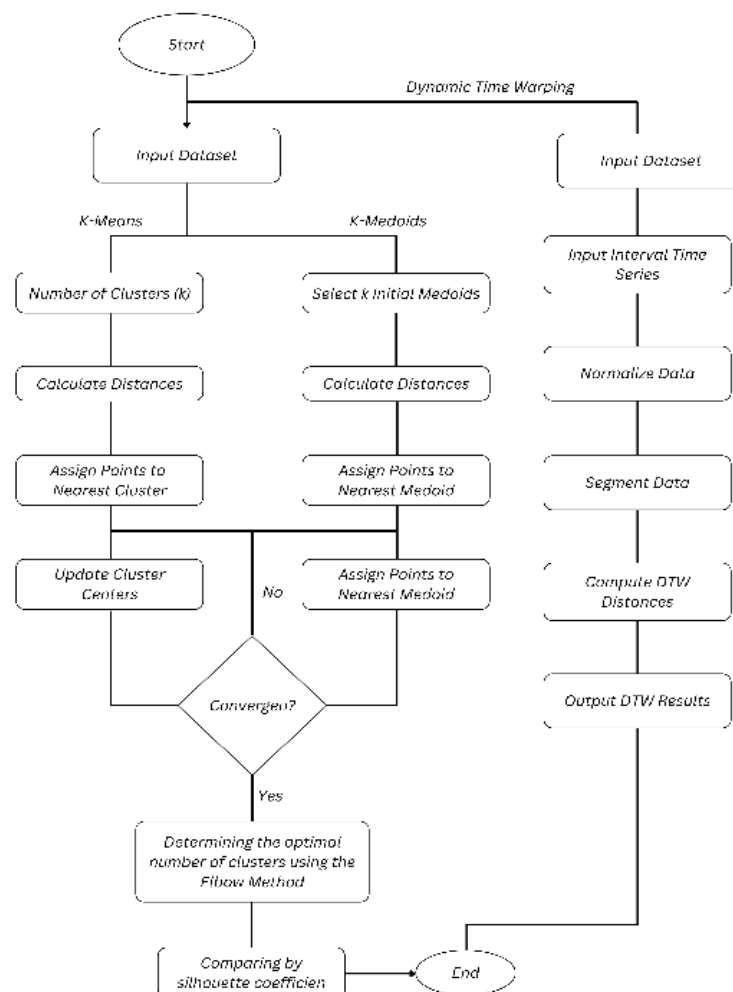 Start
Dynamic Time Warping
Input Dataset
Input Dataset
K-Means
K-Medoids
Input Interval Time
Series
Number of Clusters (k)
Select k Initial Medoids
Normalize Data
Calculate Distances
Calculate Distances
Assign Points to
Nearest Cluster
Assign Points to
Nearest Medoid
Segment Data
Update Cluster
Centers
No
Assign Points to
Nearest Medoid
Compute DTW
Distances
Convergen?
Output DTW Results
Yes
Determining the optimal
number of clusters using the
Elbow Method
Comparing by
silhouette coefficien
End